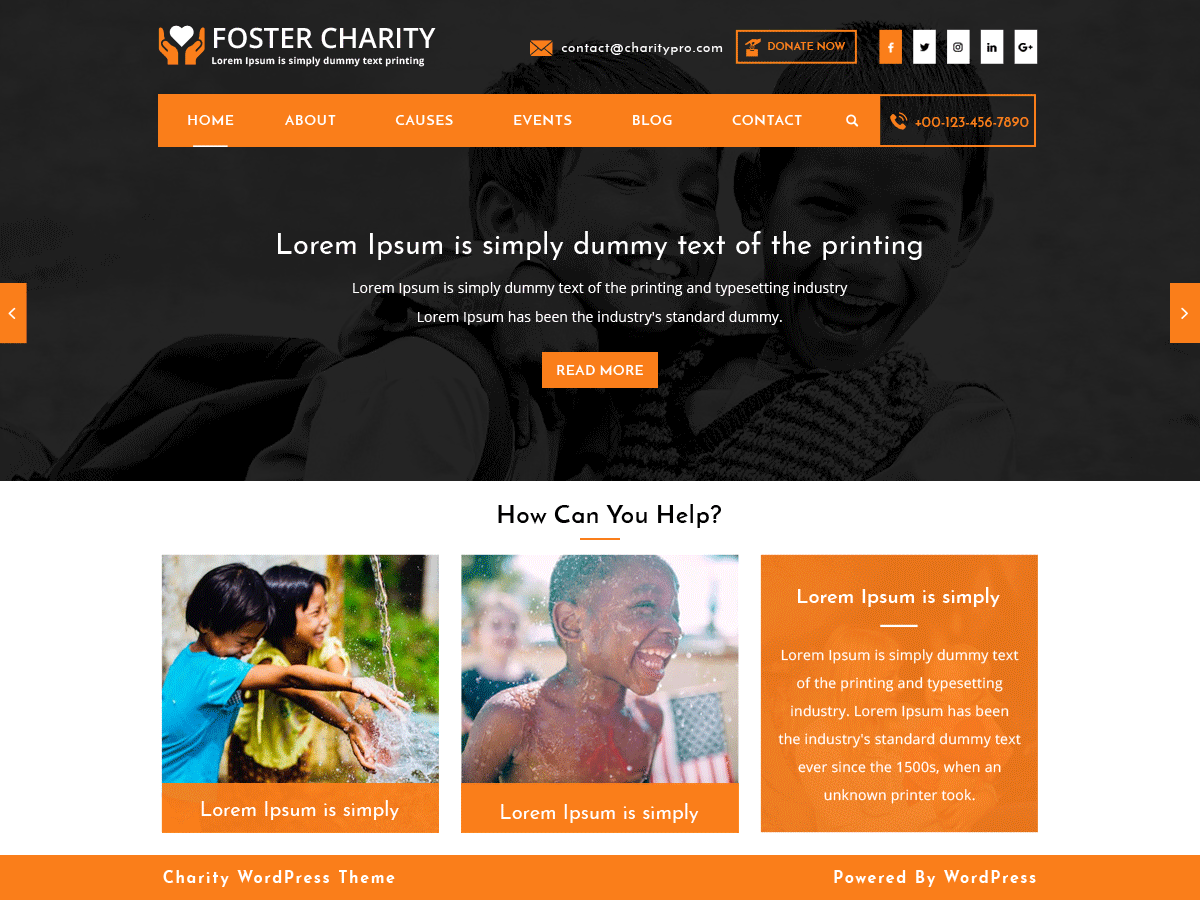 FOSTER CHARITY
Lorem Ipsum is simply dummy text printing
contact@charitypro.com
DONATE NOW
HOME ABOUT CAUSES EVENTS BLOG CONTACT
+00-123-456-7890
Lorem Ipsum is simply dummy text of the printing
Lorem Ipsum is simply dummy text of the printing and typesetting industry
Lorem Ipsum has been the industry's standard dummy.
READ MORE
How Can You Help?
Lorem Ipsum is simply
Lorem Ipsum is simply
Lorem Ipsum is simply
Lorem Ipsum is simply dummy text
of the printing and typesetting
industry. Lorem Ipsum has been
the industry's standard dummy text
ever since the 1500s, when an
unknown printer took.
Charity WordPress Theme
Powered By WordPress